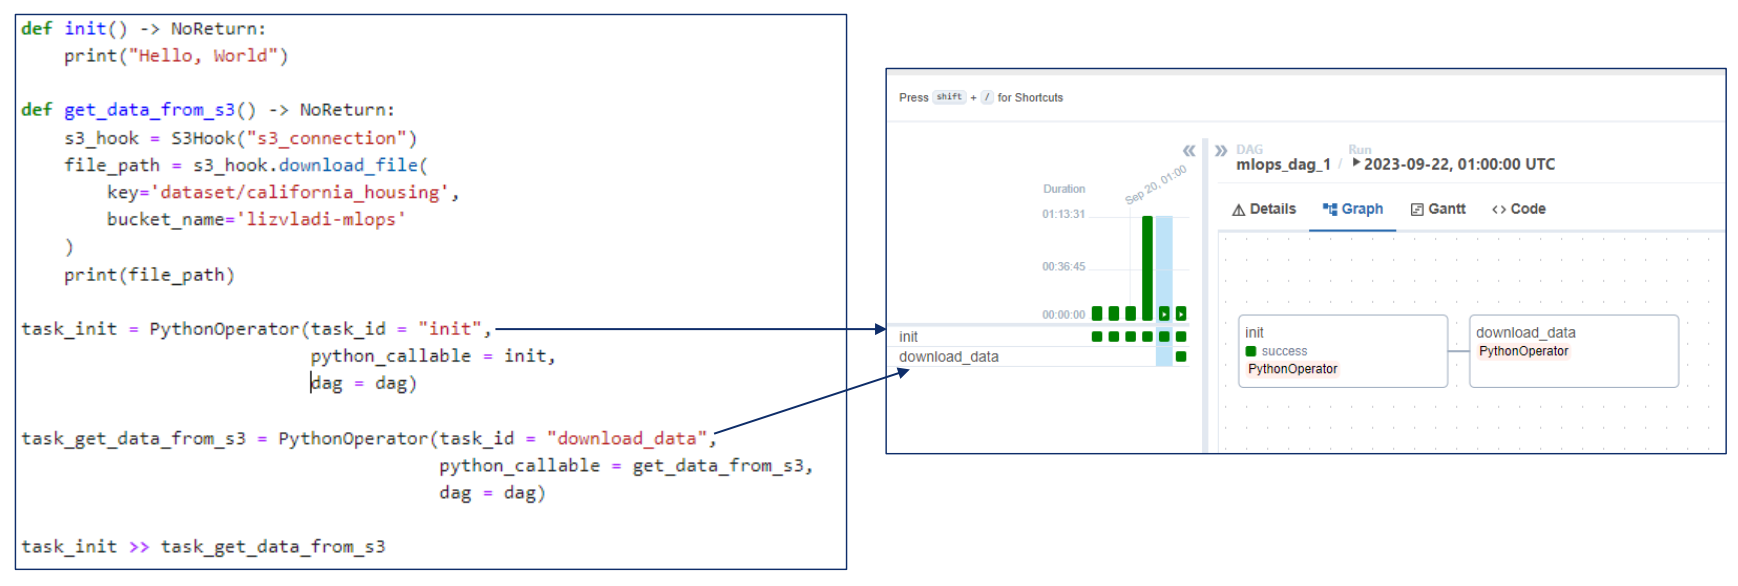 def init() -> NoReturn:
    print("Hello, World")
def get_data_from_s3() -> NoReturn:
    s3_hook = S3Hook("s3_connection")
    file_path = s3_hook.download_file(
        key='dataset/california_housing',
        bucket_name='lizvladi-mlops'
    )
    print(file_path)
task_init = PythonOperator(task_id = "init",
                           python_callable = init,
                           dag = dag)
task_get_data_from_s3 = PythonOperator(task_id = "download_data",
                                       python_callable = get_data_from_s3,
                                       dag = dag)
task_init >> task_get_data_from_s3
Press shift + / for Shortcuts
Duration
Sep 20, 01:00
01:13:31
00:36:45
00:00:00
init
download_data
DAG
mlops_dag_1 /
Run
2023-09-22, 01:00:00 UTC
Details Graph Gantt <> Code
init
success
PythonOperator
download_data
PythonOperator